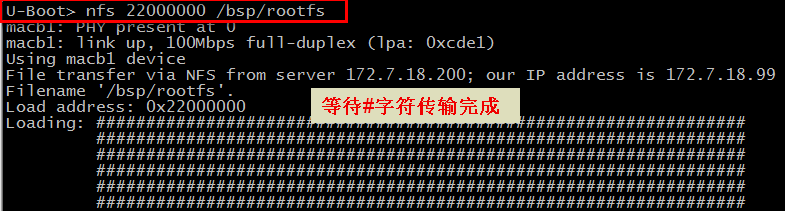 U-Boot> nfs 22000000 /bsp/rootfs
macb1: PHY present at 0
macb1: link up, 100Mbps full-duplex (lpa: 0xcde1)
Using macb1 device
File transfer via NFS from server 172.7.18.200; our IP address is 172.7.18.99
Filename '/bsp/rootfs'.
Load address: 0x22000000
等待#字符传输完成
Loading: #################################################################
#################################################################
#################################################################
#################################################################
#################################################################
#################################################################